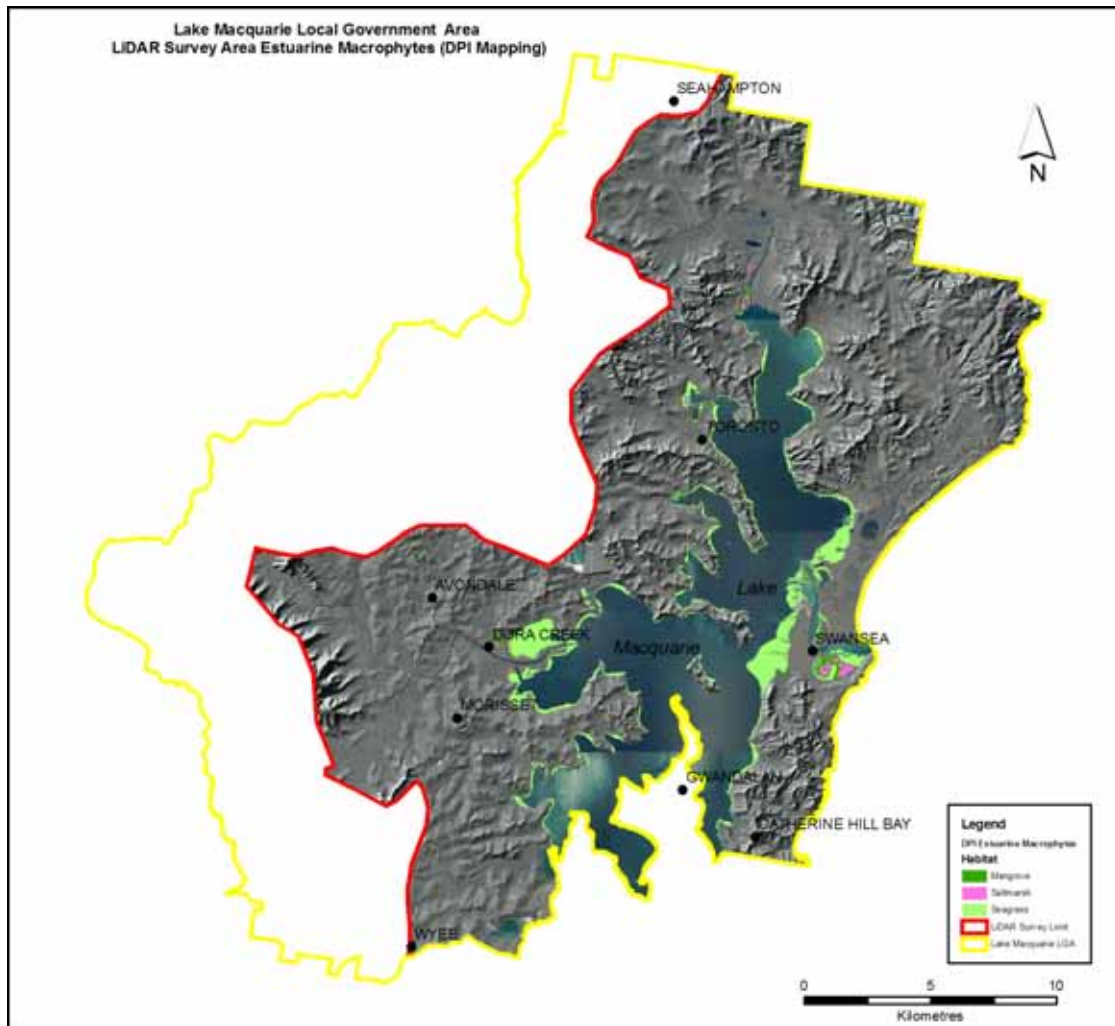 Lake Macquarie Local Government Area
LiDAR Survey Area Estuarine Macrophytes (DPI Mapping)
SEAHAMPTON
N
TORONTO
AVONDALE
Lake
DORA CREEK
SWANSEA
Macquarie
MORISSET
GWANDALAN
CATHERINE HILL BAY
Legend
DPI Estuarine Macrophytes
Habitat
Mangrove
Saltmarsh
Seagrass
LiDAR Survey Limit
Lake Macquarie LGA
WYEE
0 5 10
Kilometres